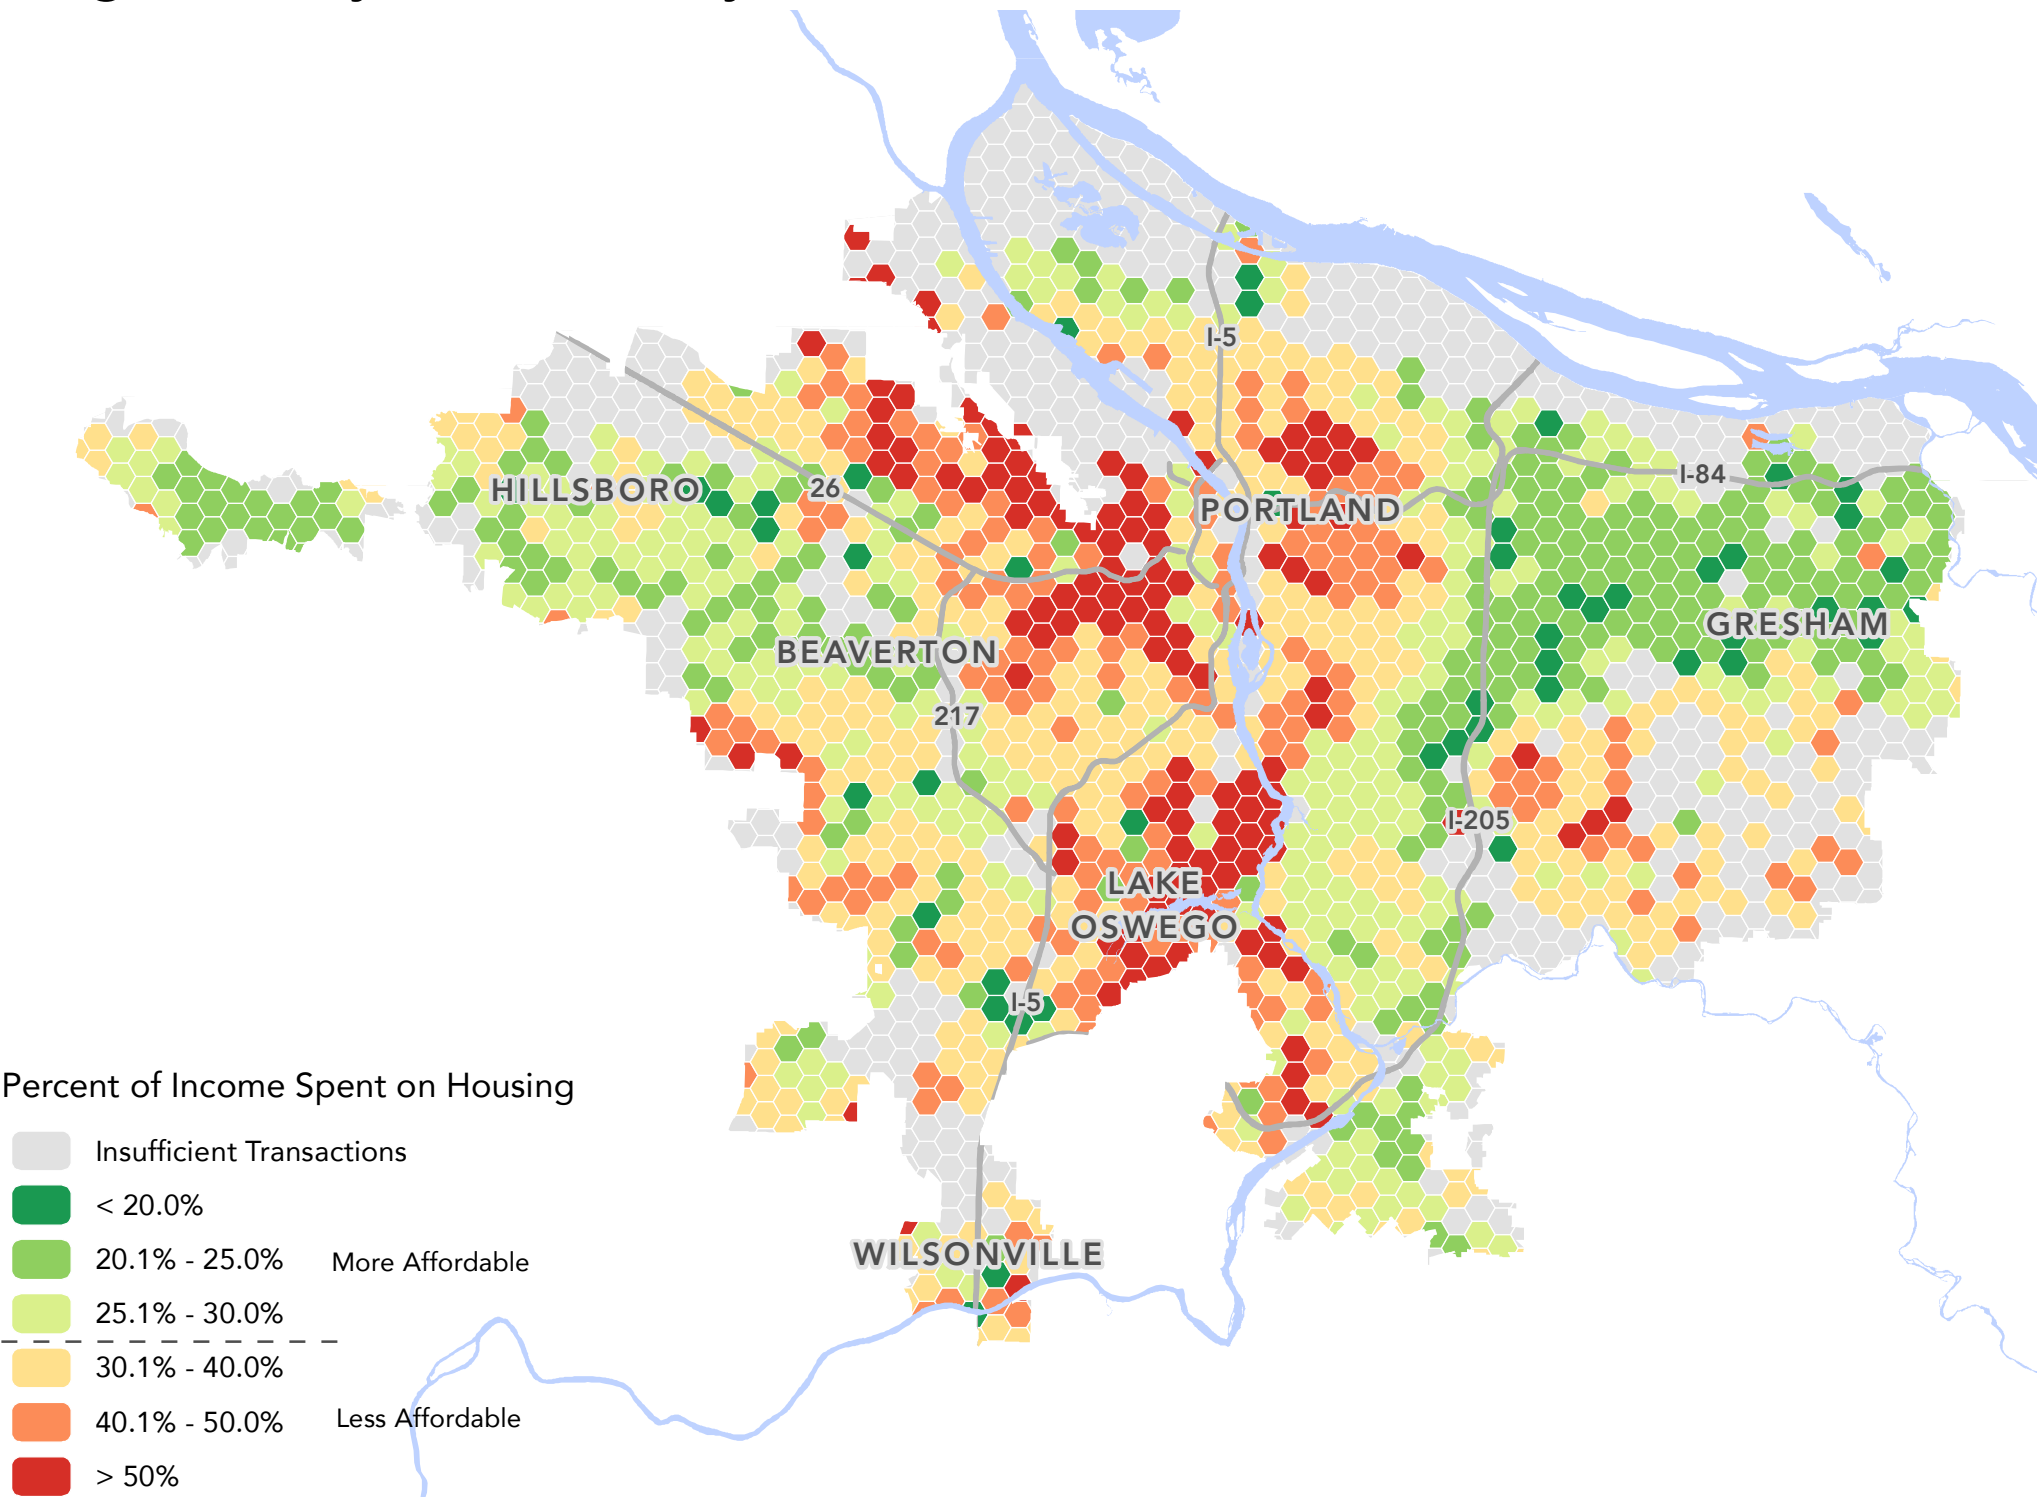 I-5
I-84
HILLSBORO
26
PORTLAND
GRESHAM
BEAVERTON
217
I-205
LAKE
OSWEGO
I-5
Percent of Income Spent on Housing
Insufficient Transactions
< 20.0%
20.1% - 25.0%
More Affordable
25.1% - 30.0%
30.1% - 40.0%
40.1% - 50.0%
Less Affordable
> 50%
WILSONVILLE